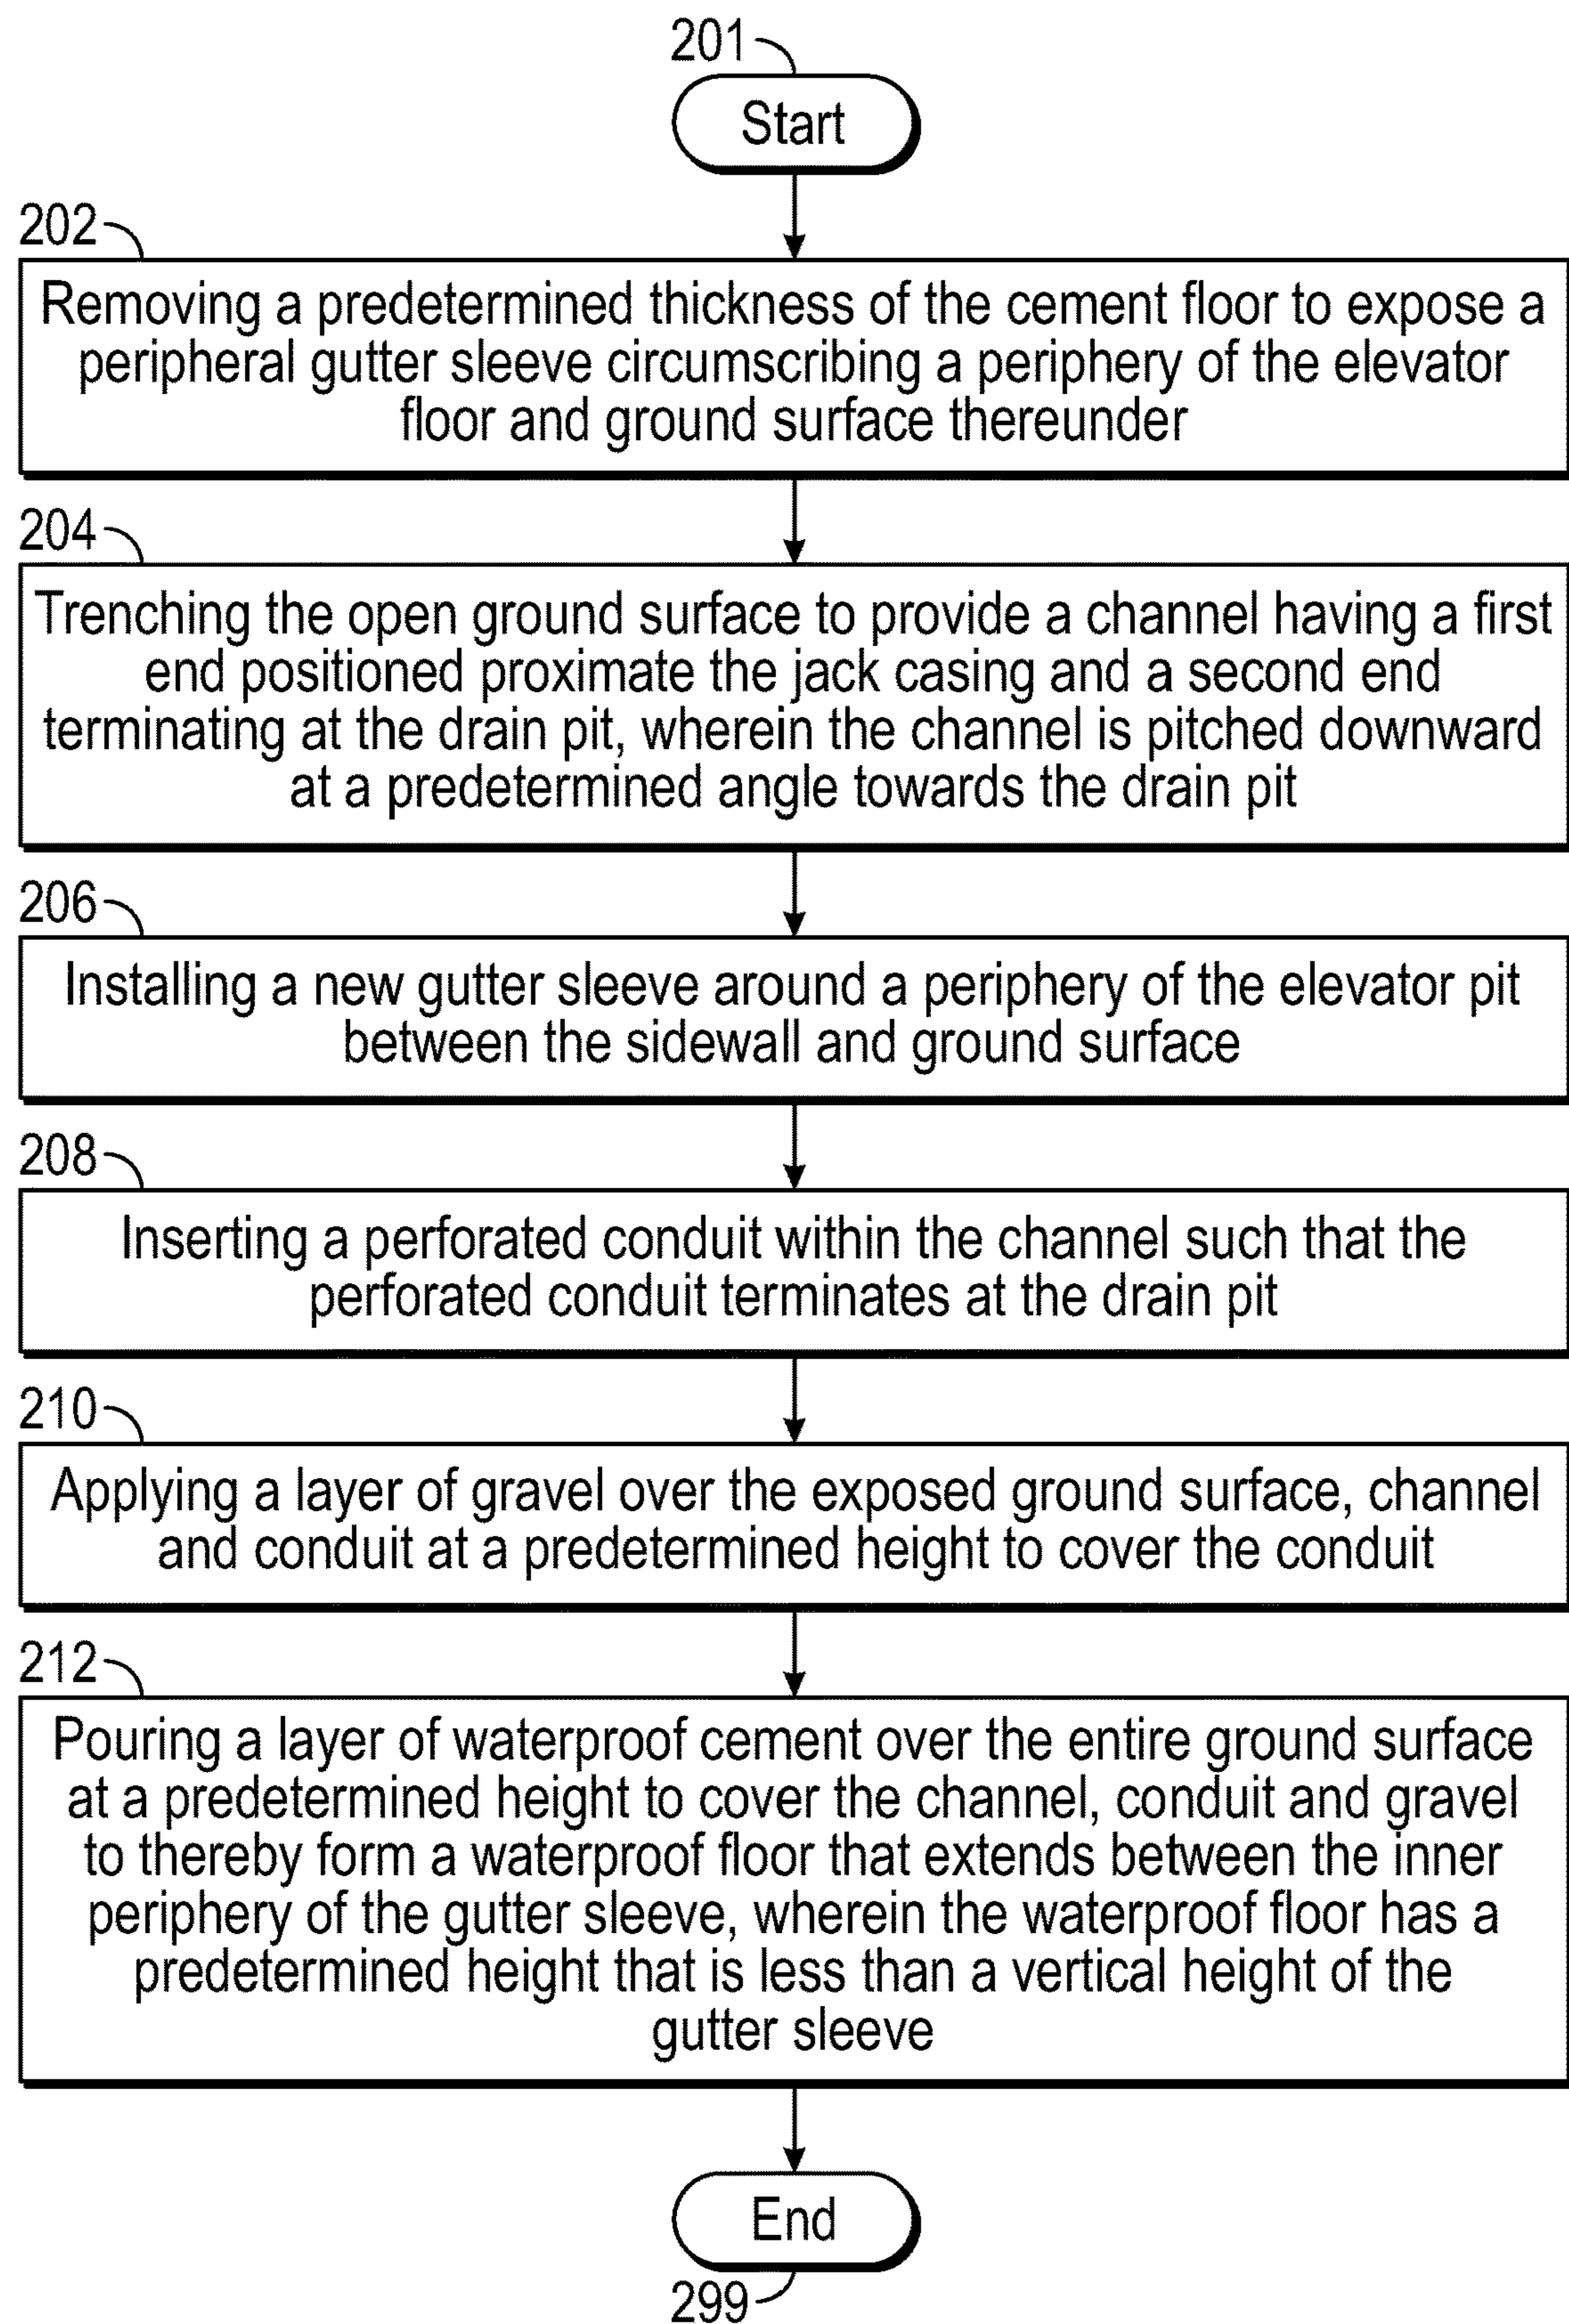 201
Start
202
Removing a predetermined thickness of the cement floor to expose a
peripheral gutter sleeve circumscribing a periphery of the elevator
floor and ground surface thereunder
204
Trenching the open ground surface to provide a channel having a first
end positioned proximate the jack casing and a second end
terminating at the drain pit, wherein the channel is pitched downward
at a predetermined angle towards the drain pit
206
Installing a new gutter sleeve around a periphery of the elevator pit
between the sidewall and ground surface
208
Inserting a perforated conduit within the channel such that the
perforated conduit terminates at the drain pit
210
Applying a layer of gravel over the exposed ground surface, channel
and conduit at a predetermined height to cover the conduit
212
Pouring a layer of waterproof cement over the entire ground surface
at a predetermined height to cover the channel, conduit and gravel
to thereby form a waterproof floor that extends between the inner
periphery of the gutter sleeve, wherein the waterproof floor has a
predetermined height that is less than a vertical height of the
gutter sleeve
End
299